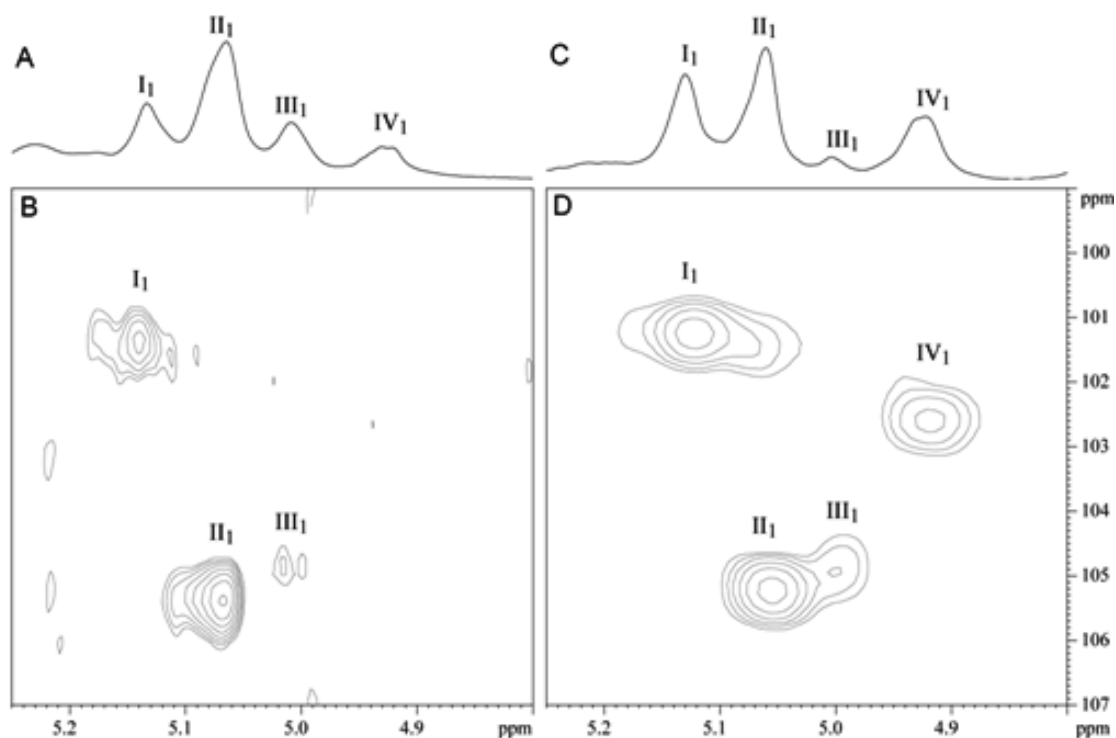 A
I₁
II₁
III₁
IV₁
C
I₁
II₁
III₁
IV₁
B
I₁
II₁
III₁
5.2 5.1 5.0 4.9 ppm
D
I₁
IV₁
II₁
III₁
ppm
100
101
102
103
104
105
106
107
5.2 5.1 5.0 4.9 ppm